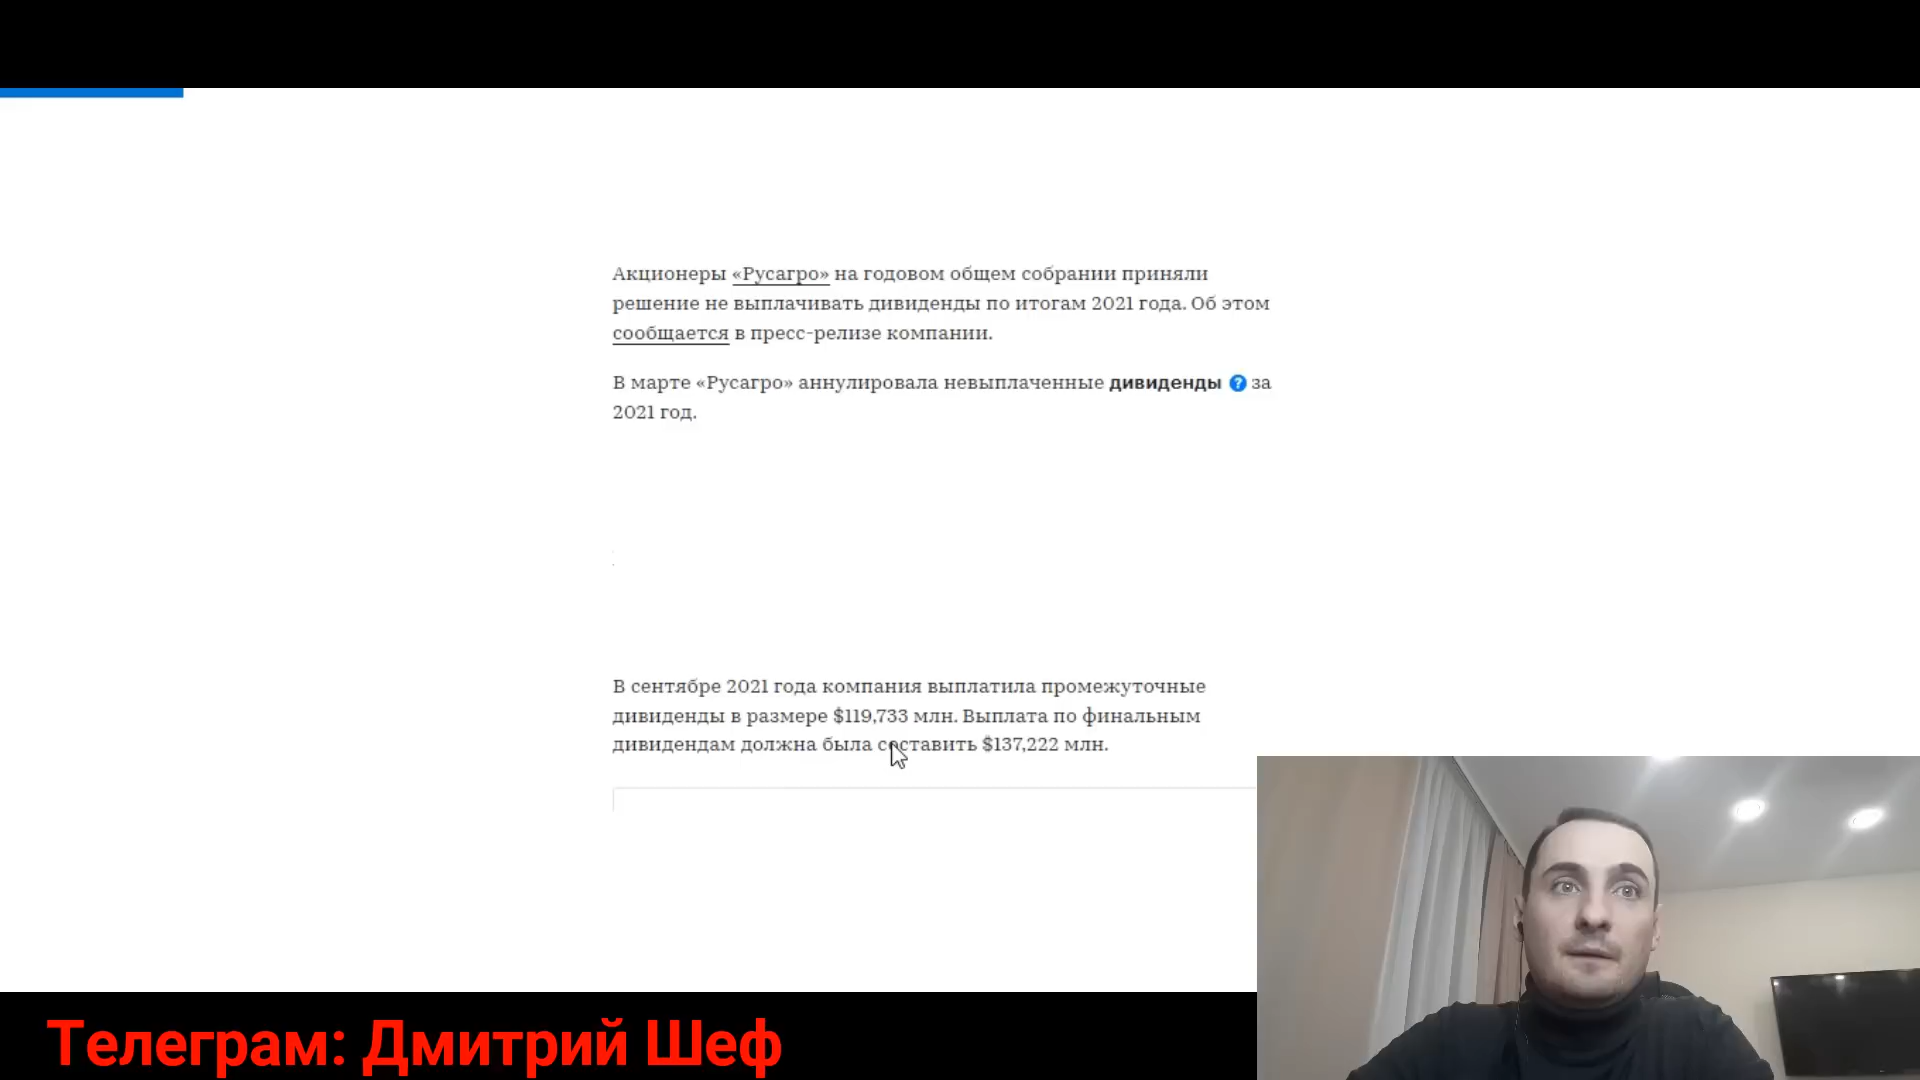 Акционеры «Русагро» на годовом общем собрании приняли
решение не выплачивать дивиденды по итогам 2021 года. Об этом
сообщается в пресс-релизе компании.
В марте «Русагро» аннулировала невыплаченные дивиденды ? за
2021 год.
В сентябре 2021 года компания выплатила промежуточные
дивиденды в размере $119,733 млн. Выплата по финальным
дивидендам должна была составить $137,222 млн.
Телеграм: Дмитрий Шеф